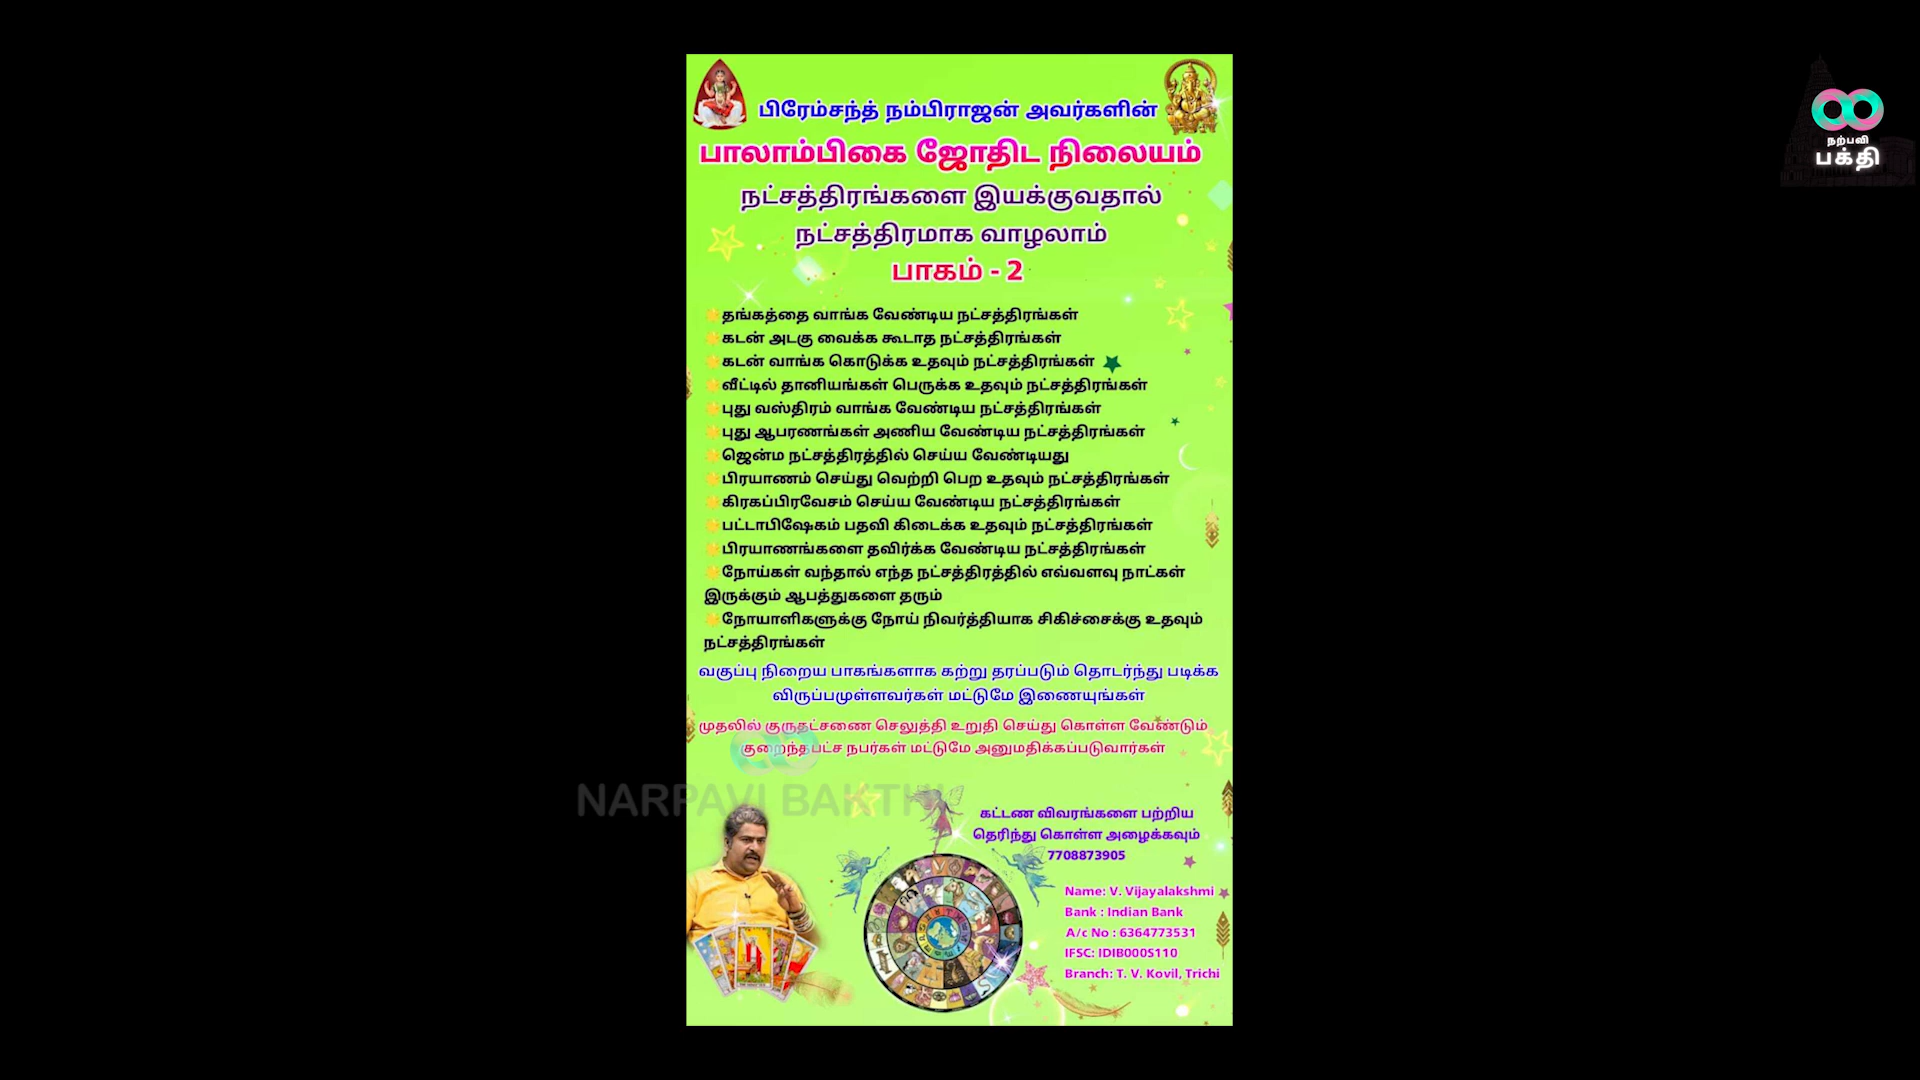 பிரேம்சந்த் நம்பிராஜன் அவர்களின்
பாலாம்பிகை ஜோதிட நிலையம்
நட்சத்திரங்களை இயக்குவதால்
நட்சத்திரமாக வாழலாம்
பாகம் - 2
தங்கத்தை வாங்க வேண்டிய நட்சத்திரங்கள்
கடன் அடகு வைக்க கூடாத நட்சத்திரங்கள்
கடன் வாங்க கொடுக்க உதவும் நட்சத்திரங்கள்
வீட்டில் தானியங்கள் பெருக்க உதவும் நட்சத்திரங்கள்
புது வஸ்திரம் வாங்க வேண்டிய நட்சத்திரங்கள்
புது ஆபரணங்கள் அணிய வேண்டிய நட்சத்திரங்கள்
ஜென்ம நட்சத்திரத்தில் செய்ய வேண்டியது
பிரயாணம் செய்து வெற்றி பெற உதவும் நட்சத்திரங்கள்
கிரகப்பிரவேசம் செய்ய வேண்டிய நட்சத்திரங்கள்
பட்டாபிஷேகம் பதவி கிடைக்க உதவும் நட்சத்திரங்கள்
பிரயாணங்களை தவிர்க்க வேண்டிய நட்சத்திரங்கள்
நோய்கள் வந்தால் எந்த நட்சத்திரத்தில் எவ்வளவு நாட்கள்
இருக்கும் ஆபத்துகளை தரும்
நோயாளிகளுக்கு நோய் நிவர்த்தியாக சிகிச்சைக்கு உதவும்
நட்சத்திரங்கள்
வகுப்பு நிறைய பாகங்களாக கற்று தரப்படும் தொடர்ந்து படிக்க
விருப்பமுள்ளவர்கள் மட்டுமே இணையுங்கள்
முதலில் குருதட்சணை செலுத்தி உறுதி செய்து கொள்ள வேண்டும்
குறைந்தபட்ச நபர்கள் மட்டுமே அனுமதிக்கப்படுவார்கள்
NARPAVI BAKTHI
கட்டண விவரங்களை பற்றிய
தெரிந்து கொள்ள அழைக்கவும்
7708873905
Name: V. Vijayalakshmi
Bank : Indian Bank
A/c No : 6364773531
IFSC: IDIB000S110
Branch: T. V. Kovil, Trichi
நற்பவி
பக்தி